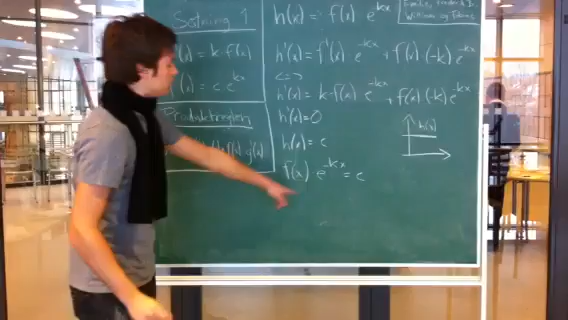 Sætning 1
(x) = k · f(x)
(x) = c e^kx
Produktreglen
· g(x)
h(x) = f(x) e^-kx
h'(x) = f'(x) e^-kx + f(x) (-k) e^-kx
<=>
h'(x) = k · f(x) e^-kx + f(x) (-k) e^-kx
h'(x) = 0
h(x) = c
f(x) · e^-kx = c
h(x)